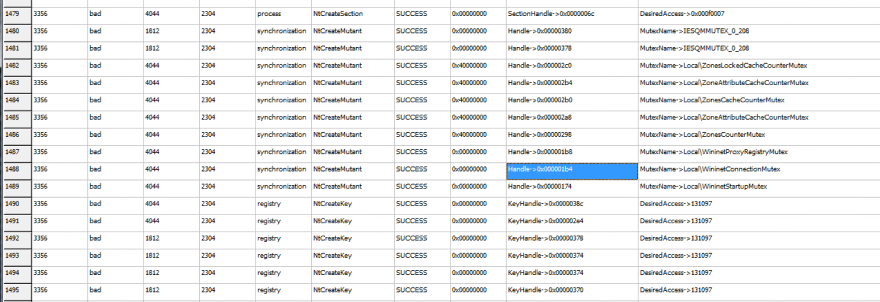 1479 3356 bad 4044 2304 process NtCreateSection SUCCESS 0x00000000 SectionHandle->0x0000006c DesiredAccess->0x000f0007
1480 3356 bad 1812 2304 synchronization NtCreateMutant SUCCESS 0x00000000 Handle->0x00000380 MutexName->IESQMMUTEX_0_208
1481 3356 bad 1812 2304 synchronization NtCreateMutant SUCCESS 0x00000000 Handle->0x00000378 MutexName->IESQMMUTEX_0_208
1482 3356 bad 4044 2304 synchronization NtCreateMutant SUCCESS 0x40000000 Handle->0x000002c0 MutexName->Local\ZonesLockedCacheCounterMutex
1483 3356 bad 4044 2304 synchronization NtCreateMutant SUCCESS 0x40000000 Handle->0x000002b4 MutexName->Local\ZoneAttributeCacheCounterMutex
1484 3356 bad 4044 2304 synchronization NtCreateMutant SUCCESS 0x40000000 Handle->0x000002b0 MutexName->Local\ZonesCacheCounterMutex
1485 3356 bad 4044 2304 synchronization NtCreateMutant SUCCESS 0x40000000 Handle->0x000002a8 MutexName->Local\ZoneAttributeCacheCounterMutex
1486 3356 bad 4044 2304 synchronization NtCreateMutant SUCCESS 0x40000000 Handle->0x00000298 MutexName->Local\ZonesCounterMutex
1487 3356 bad 4044 2304 synchronization NtCreateMutant SUCCESS 0x00000000 Handle->0x000001b8 MutexName->Local\WininetProxyRegistryMutex
1488 3356 bad 4044 2304 synchronization NtCreateMutant SUCCESS 0x00000000 Handle->0x000001b4 MutexName->Local\WininetConnectionMutex
1489 3356 bad 4044 2304 synchronization NtCreateMutant SUCCESS 0x00000000 Handle->0x00000174 MutexName->Local\WininetStartupMutex
1490 3356 bad 4044 2304 registry NtCreateKey SUCCESS 0x00000000 KeyHandle->0x0000038c DesiredAccess->131097
1491 3356 bad 4044 2304 registry NtCreateKey SUCCESS 0x00000000 KeyHandle->0x000002e4 DesiredAccess->131097
1492 3356 bad 1812 2304 registry NtCreateKey SUCCESS 0x00000000 KeyHandle->0x00000378 DesiredAccess->131097
1493 3356 bad 1812 2304 registry NtCreateKey SUCCESS 0x00000000 KeyHandle->0x00000374 DesiredAccess->131097
1494 3356 bad 1812 2304 registry NtCreateKey SUCCESS 0x00000000 KeyHandle->0x00000374 DesiredAccess->131097
1495 3356 bad 1812 2304 registry NtCreateKey SUCCESS 0x00000000 KeyHandle->0x00000370 DesiredAccess->131097